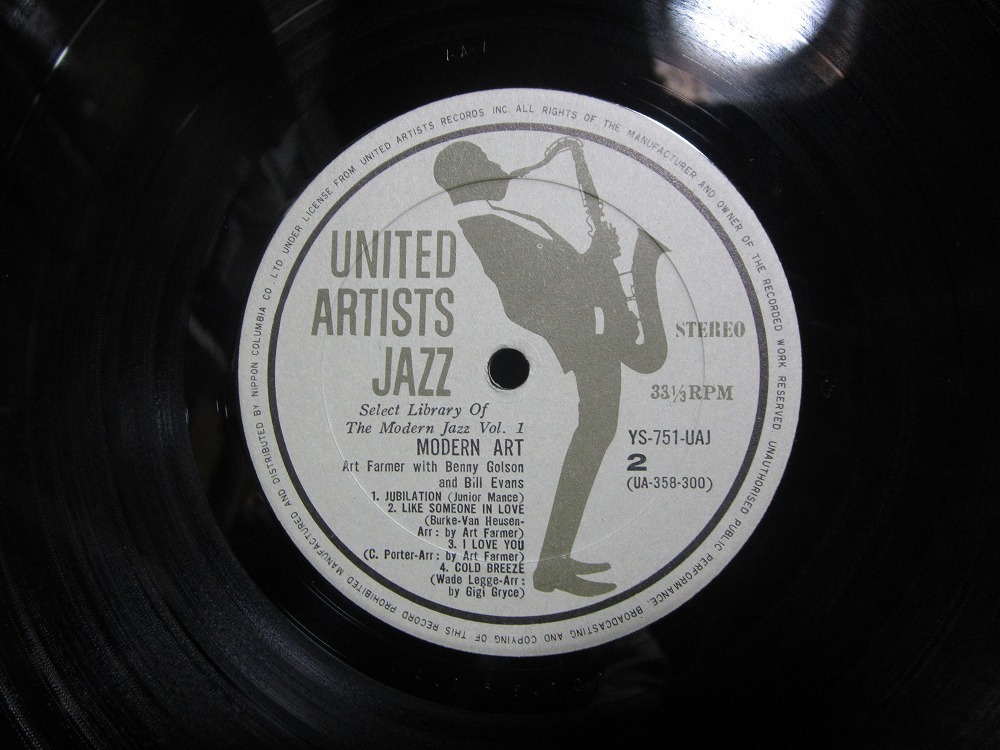 UNITED
ARTISTS
JAZZ
Select Library Of
The Modern Jazz Vol. 1
MODERN ART
Art Farmer with Benny Golson
and Bill Evans
1. JUBILATION (Junior Mance)
2. LIKE SOMEONE IN LOVE
(Burke-Van Heusen-
Arr: by Art Farmer)
3. I LOVE YOU
(C. Porter-Arr: by Art Farmer)
4. COLD BREEZE
(Wade Legge-Arr:
by Gigi Gryce)
STEREO
33 1/3 RPM
YS-751-UAJ
2
(UA-358-300)
MANUFACTURED AND DISTRIBUTED BY NIPPON COLUMBIA CO., LTD UNDER LICENSE FROM UNITED ARTISTS RECORDS, INC. ALL RIGHTS OF THE MANUFACTURER AND OWNER OF THE RECORDED WORK RESERVED. UNAUTHORISED PUBLIC PERFORMANCE, BROADCASTING AND COPYING OF THIS RECORD PROHIBITED